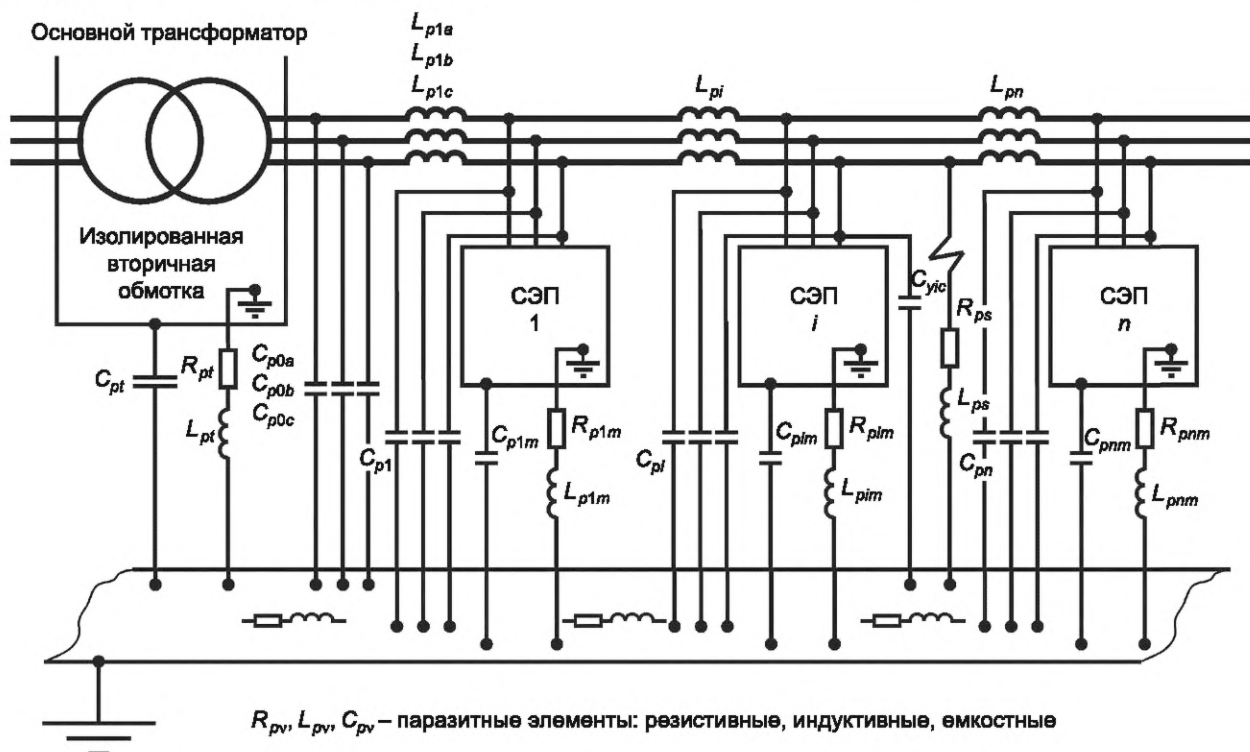 Основной трансформатор
L_p1a
L_p1b
L_p1c
L_pi
L_pn
Изолированная
вторичная
обмотка
СЭП
1
СЭП
i
СЭП
n
C_yic
R_ps
C_pt
R_pt
L_pt
C_p0a
C_p0b
C_p0c
C_p1
C_p1m
R_p1m
L_p1m
C_pi
C_pim
R_pim
L_pim
L_ps
C_pn
C_pnm
R_pnm
L_pnm
R_pv, L_pv, C_pv – паразитные элементы: резистивные, индуктивные, емкостные